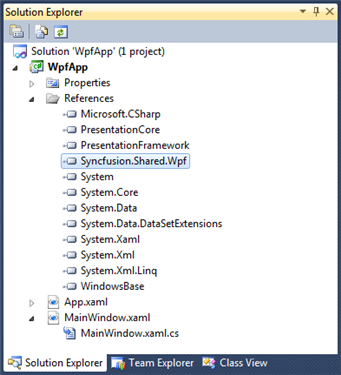 Solution Explorer
Solution 'WpfApp' (1 project)
WpfApp
Properties
References
Microsoft.CSharp
PresentationCore
PresentationFramework
Syncfusion.Shared.Wpf
System
System.Core
System.Data
System.Data.DataSetExtensions
System.Xaml
System.Xml
System.Xml.Linq
WindowsBase
App.xaml
MainWindow.xaml
MainWindow.xaml.cs
Solution Explorer Team Explorer Class View